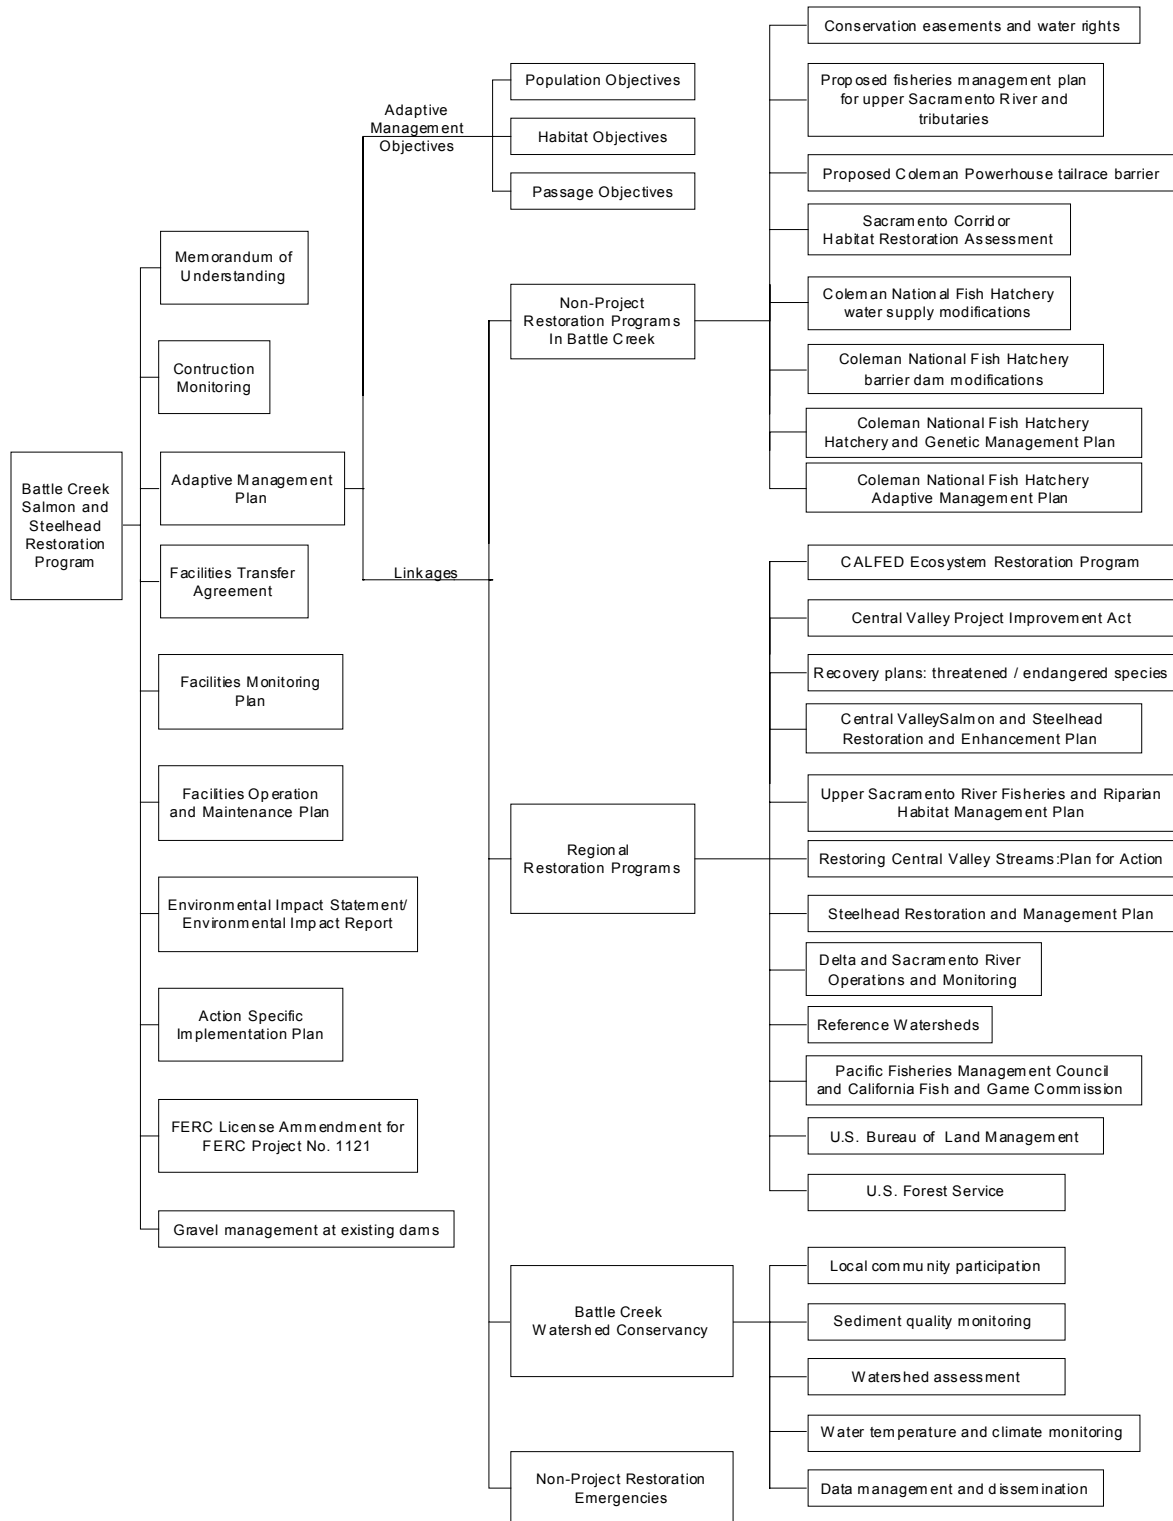 Battle Creek
Salmon and
Steelhead
Restoration
Program
Memorandum of
Understanding
Contruction
Monitoring
Adaptive Management
Plan
Facilities Transfer
Agreement
Facilities Monitoring
Plan
Facilities Operation
and Maintenance Plan
Environmental Impact Statement/
Environmental Impact Report
Action Specific
Implementation Plan
FERC License Ammendment for
FERC Project No. 1121
Gravel management at existing dams
Adaptive
Management
Objectives
Population Objectives
Habitat Objectives
Passage Objectives
Linkages
Non-Project
Restoration Programs
In Battle Creek
Conservation easements and water rights
Proposed fisheries management plan
for upper Sacramento River and
tributaries
Proposed Coleman Powerhouse tailrace barrier
Sacramento Corridor
Habitat Restoration Assessment
Coleman National Fish Hatchery
water supply modifications
Coleman National Fish Hatchery
barrier dam modifications
Coleman National Fish Hatchery
Hatchery and Genetic Management Plan
Coleman National Fish Hatchery
Adaptive Management Plan
Regional
Restoration Programs
CALFED Ecosystem Restoration Program
Central Valley Project Improvement Act
Recovery plans: threatened / endangered species
Central ValleySalmon and Steelhead
Restoration and Enhancement Plan
Upper Sacramento River Fisheries and Riparian
Habitat Management Plan
Restoring Central Valley Streams:Plan for Action
Steelhead Restoration and Management Plan
Delta and Sacramento River
Operations and Monitoring
Reference Watersheds
Pacific Fisheries Management Council
and California Fish and Game Commission
U.S. Bureau of Land Management
U.S. Forest Service
Battle Creek
Watershed Conservancy
Local community participation
Sediment quality monitoring
Watershed assessment
Water temperature and climate monitoring
Data management and dissemination
Non-Project Restoration
Emergencies